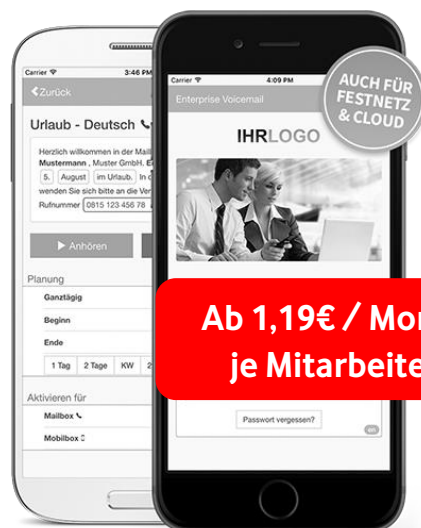 Carrier 3:46 PM
Zurück
Urlaub - Deutsch
Herzlich willkommen in der
Mustermann , Muster GmbH.
5. August im Urlaub. In
wenden Sie sich bitte an die
Rufnummer 0815 123 456 78
Anhören
Planung
Ganztägig
Beginn
Ende
1 Tag 2 Tage KW
Aktivieren für
Mailbox
Mobilbox
Carrier 4:09 PM
Enterprise Voicemail
IHRLOGO
AUCH FÜR
FESTNETZ
& CLOUD
Ab 1,19€ / Mon
je Mitarbeite
Passwort vergessen?
en